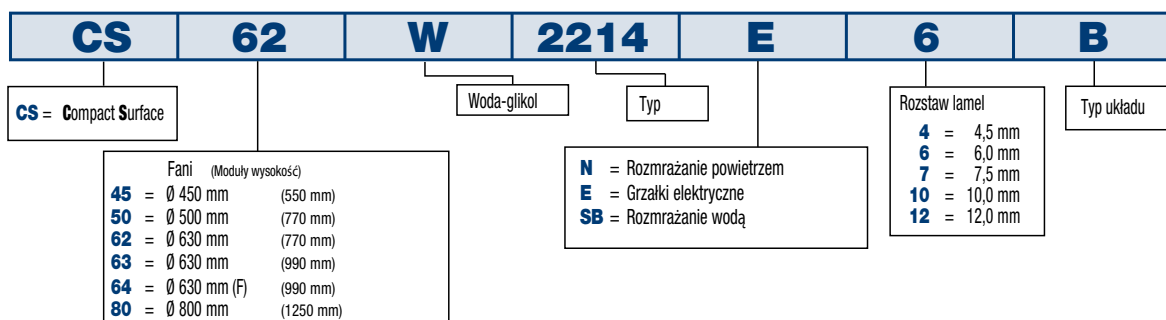 CS 62 W 2214 E 6 B
CS = Compact Surface
Fani (Moduły wysokość)
45 = Ø 450 mm (550 mm)
50 = Ø 500 mm (770 mm)
62 = Ø 630 mm (770 mm)
63 = Ø 630 mm (990 mm)
64 = Ø 630 mm (F) (990 mm)
80 = Ø 800 mm (1250 mm)
Woda-glikol
Typ
N = Rozmrażanie powietrzem
E = Grzałki elektryczne
SB = Rozmrażanie wodą
Rozstaw lamel
4 = 4,5 mm
6 = 6,0 mm
7 = 7,5 mm
10 = 10,0 mm
12 = 12,0 mm
Typ układu